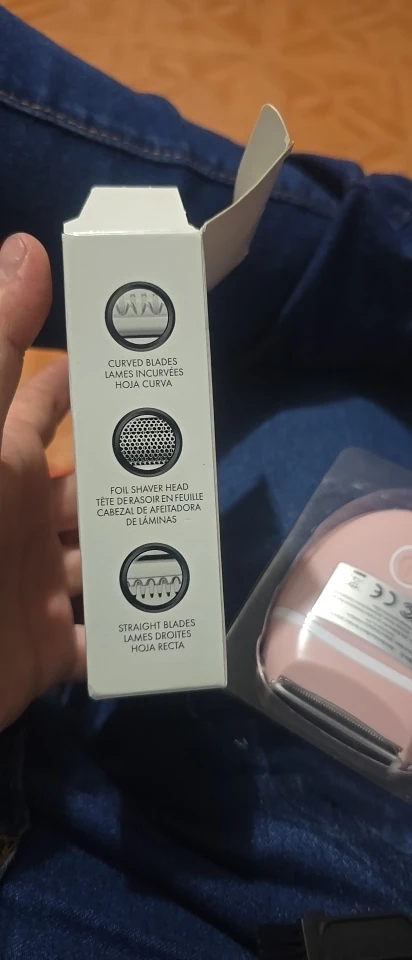 CURVED BLADES
LAMES INCURVÉES
HOJA CURVA
FOIL SHAVER HEAD
TÊTE DE RASOIR EN FEUILLE
CABEZAL DE AFEITADORA
DE LÁMINAS
STRAIGHT BLADES
LAMES DROITES
HOJA RECTA
CE